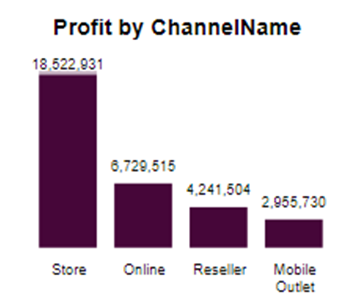 Profit by ChannelName
18,522,931
6,729,515
4,241,504
2,955,730
Store
Online
Reseller
Mobile
Outlet